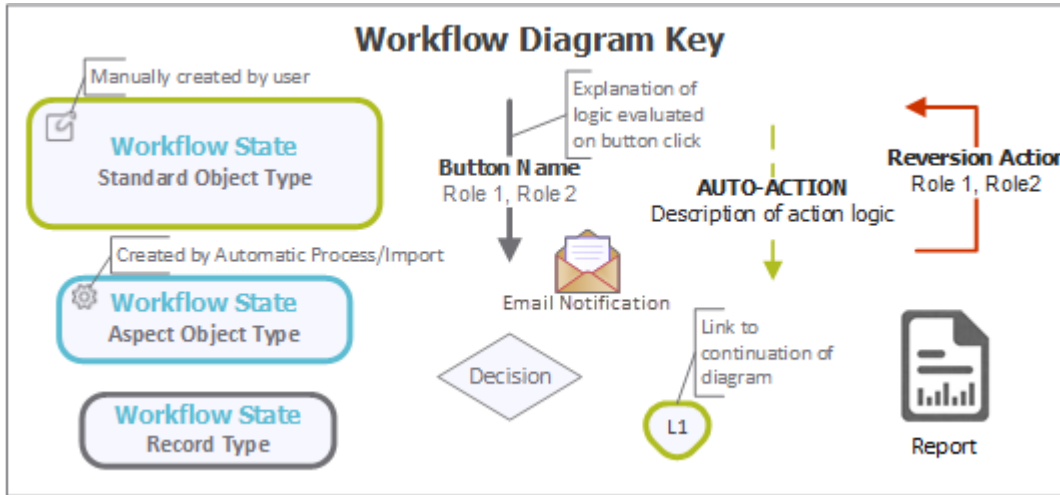 Workflow Diagram Key
Manually created by user
Workflow State
Standard Object Type
Created by Automatic Process/Import
Workflow State
Aspect Object Type
Workflow State
Record Type
Explanation of
logic evaluated
on button click
Button Name
Role 1, Role 2
Email Notification
Decision
AUTO-ACTION
Description of action logic
Link to
continuation of
diagram
L1
Reversion Action
Role 1, Role2
Report